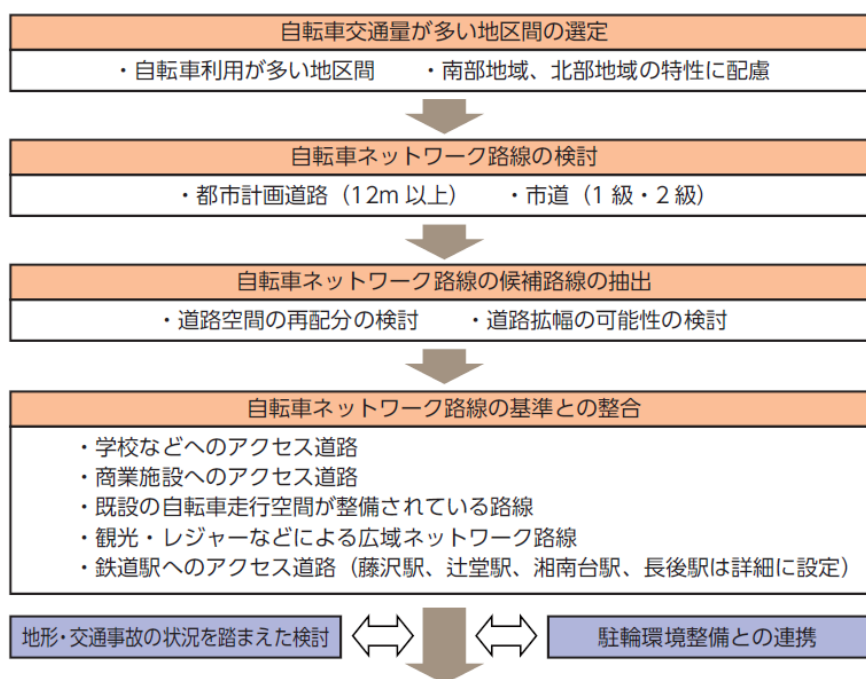 自転車交通量が多い地区間の選定
・自転車利用が多い地区間　　・南部地域、北部地域の特性に配慮
自転車ネットワーク路線の検討
・都市計画道路（12m 以上）　　・市道（1 級・2 級）
自転車ネットワーク路線の候補路線の抽出
・道路空間の再配分の検討　　・道路拡幅の可能性の検討
自転車ネットワーク路線の基準との整合
・学校などへのアクセス道路
・商業施設へのアクセス道路
・既設の自転車走行空間が整備されている路線
・観光・レジャーなどによる広域ネットワーク路線
・鉄道駅へのアクセス道路（藤沢駅、辻堂駅、湘南台駅、長後駅は詳細に設定）
地形・交通事故の状況を踏まえた検討
駐輪環境整備との連携